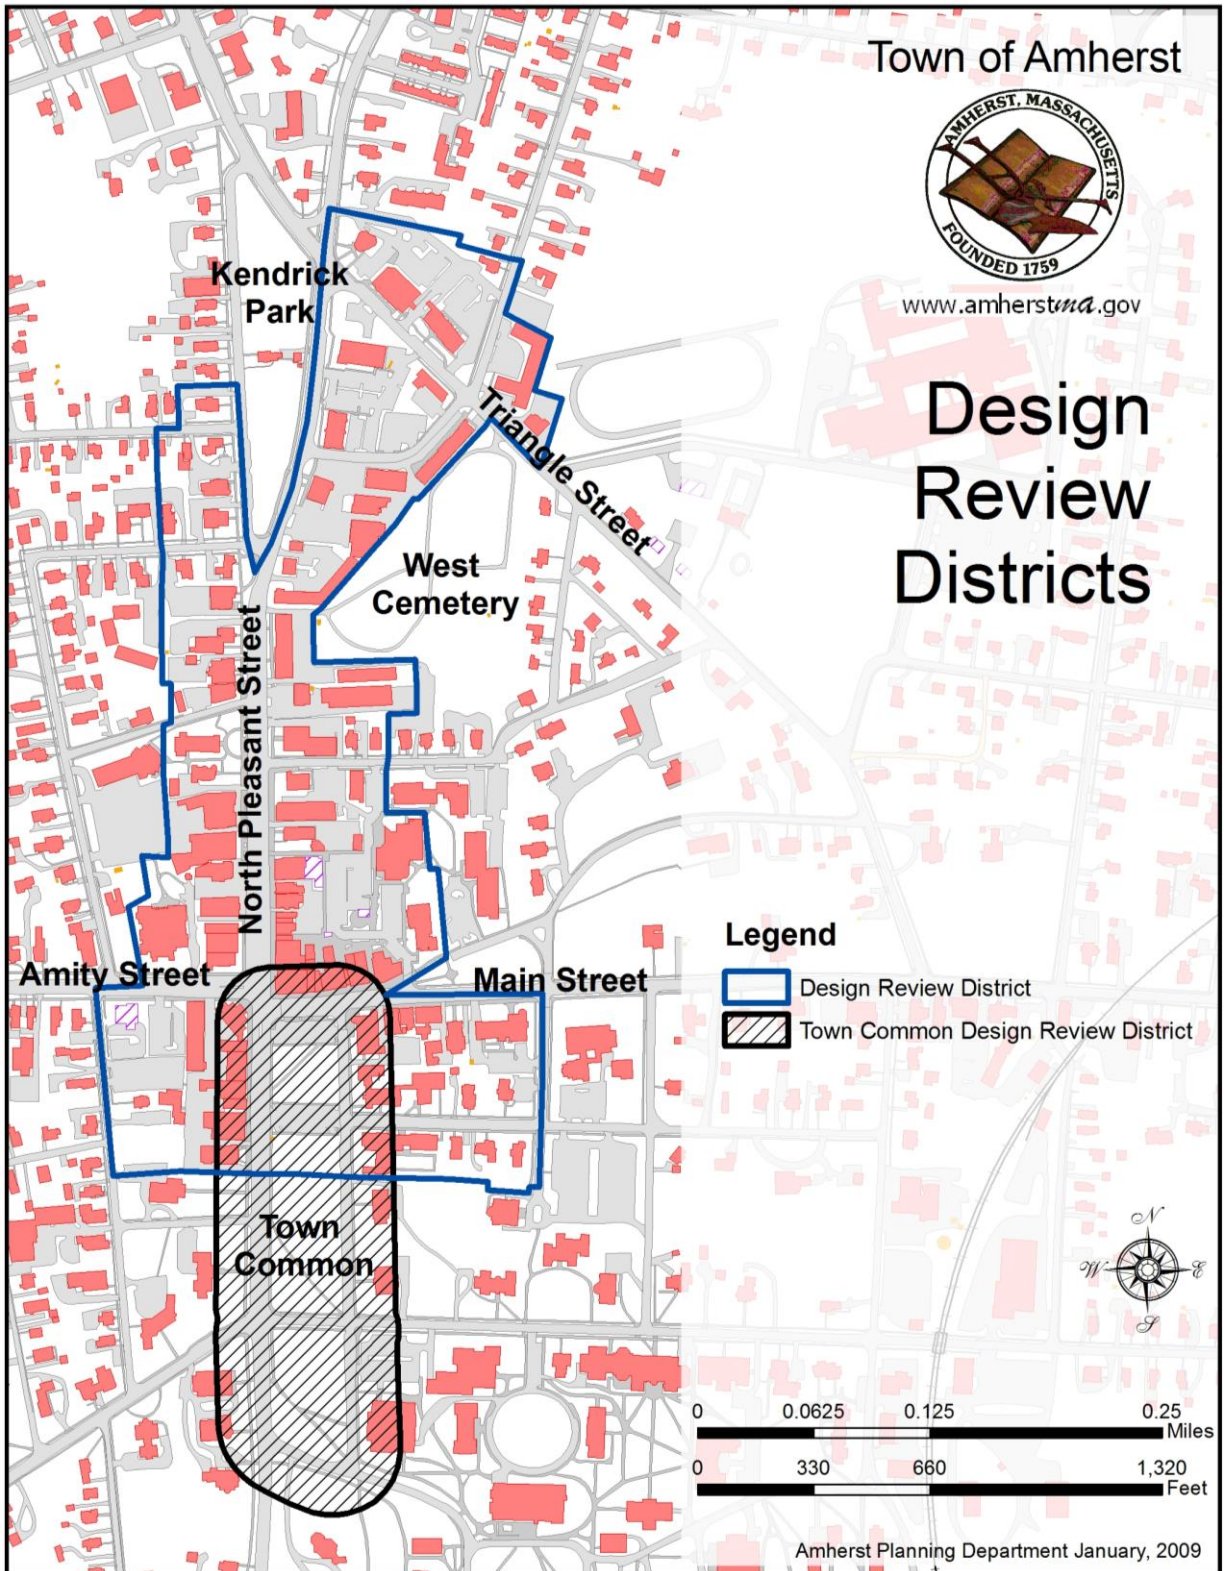 Town of Amherst
AMHERST, MASSACHUSETTS
FOUNDED 1759
www.amherstma.gov
Design
Review
Districts
Kendrick
Park
Triangle Street
West
Cemetery
North Pleasant Street
Amity Street
Main Street
Town
Common
Legend
Design Review District
Town Common Design Review District
N
W E
S
0 0.0625 0.125 0.25
Miles
0 330 660 1,320
Feet
Amherst Planning Department January, 2009